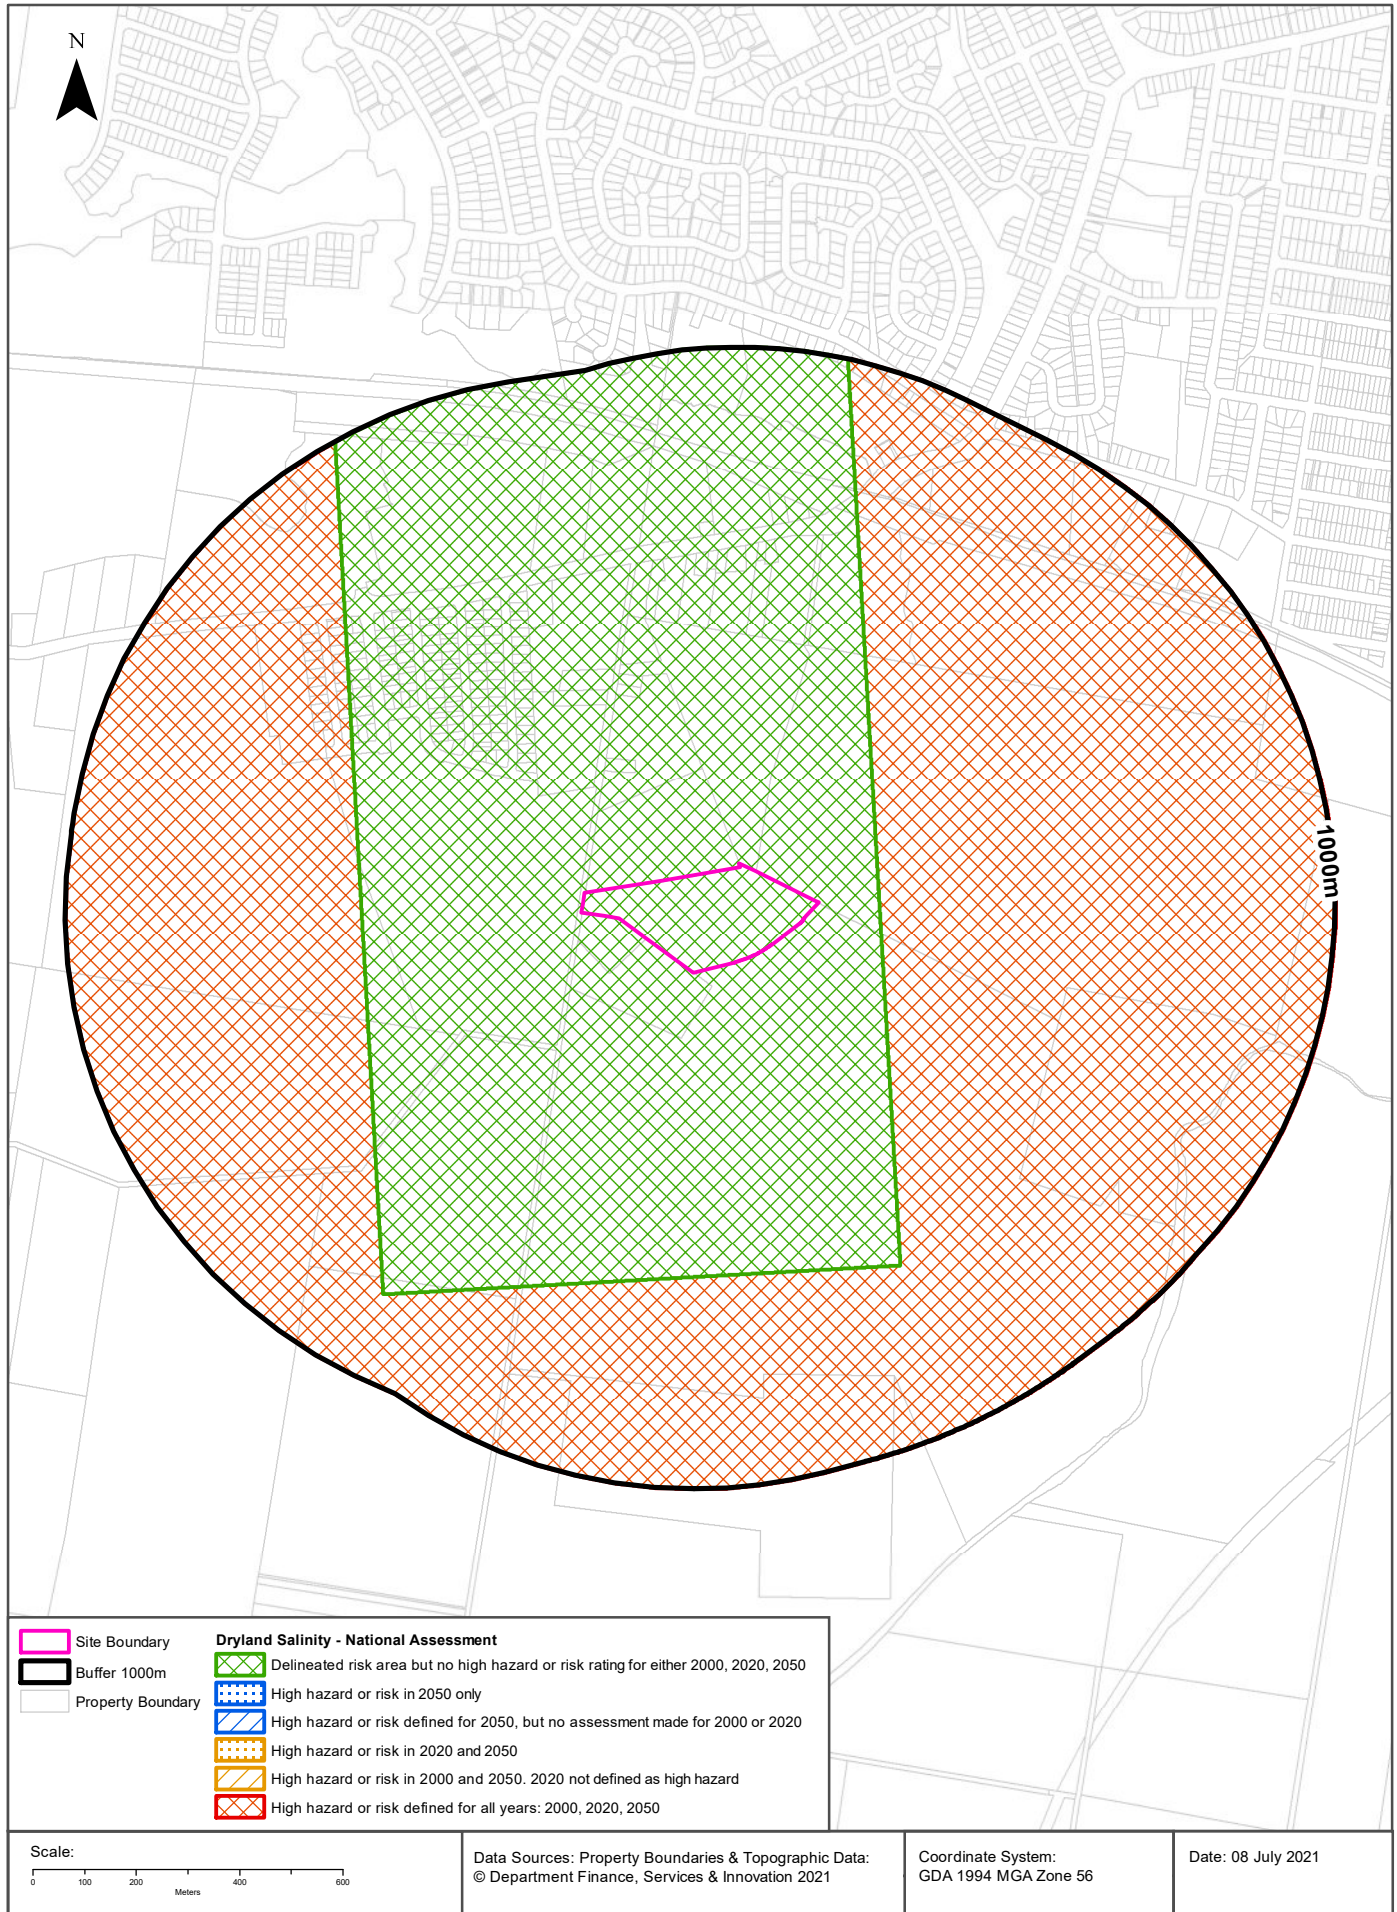 N
1000m
Site Boundary
Buffer 1000m
Property Boundary
Dryland Salinity - National Assessment
Delineated risk area but no high hazard or risk rating for either 2000, 2020, 2050
High hazard or risk in 2050 only
High hazard or risk defined for 2050, but no assessment made for 2000 or 2020
High hazard or risk in 2020 and 2050
High hazard or risk in 2000 and 2050. 2020 not defined as high hazard
High hazard or risk defined for all years: 2000, 2020, 2050
Scale:
0 100 200 400 600
Meters
Data Sources: Property Boundaries & Topographic Data:
© Department Finance, Services & Innovation 2021
Coordinate System:
GDA 1994 MGA Zone 56
Date: 08 July 2021